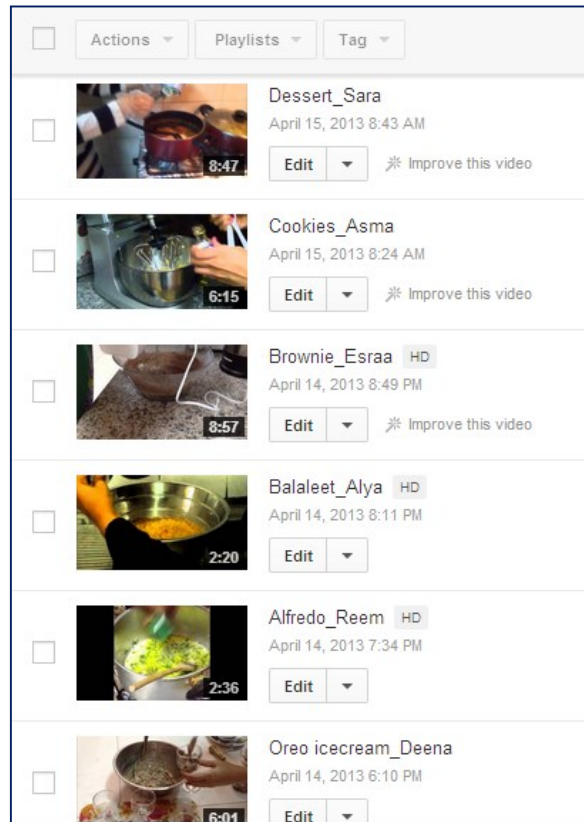 Actions Playlists Tag
Dessert_Sara
April 15, 2013 8:43 AM
8:47
Edit Improve this video
Cookies_Asma
April 15, 2013 8:24 AM
6:15
Edit Improve this video
Brownie_Esraa HD
April 14, 2013 8:49 PM
8:57
Edit Improve this video
Balaleet_Alya HD
April 14, 2013 8:11 PM
2:20
Edit
Alfredo_Reem HD
April 14, 2013 7:34 PM
2:36
Edit
Oreo icecream_Deena
April 14, 2013 6:10 PM
6:01
Edit